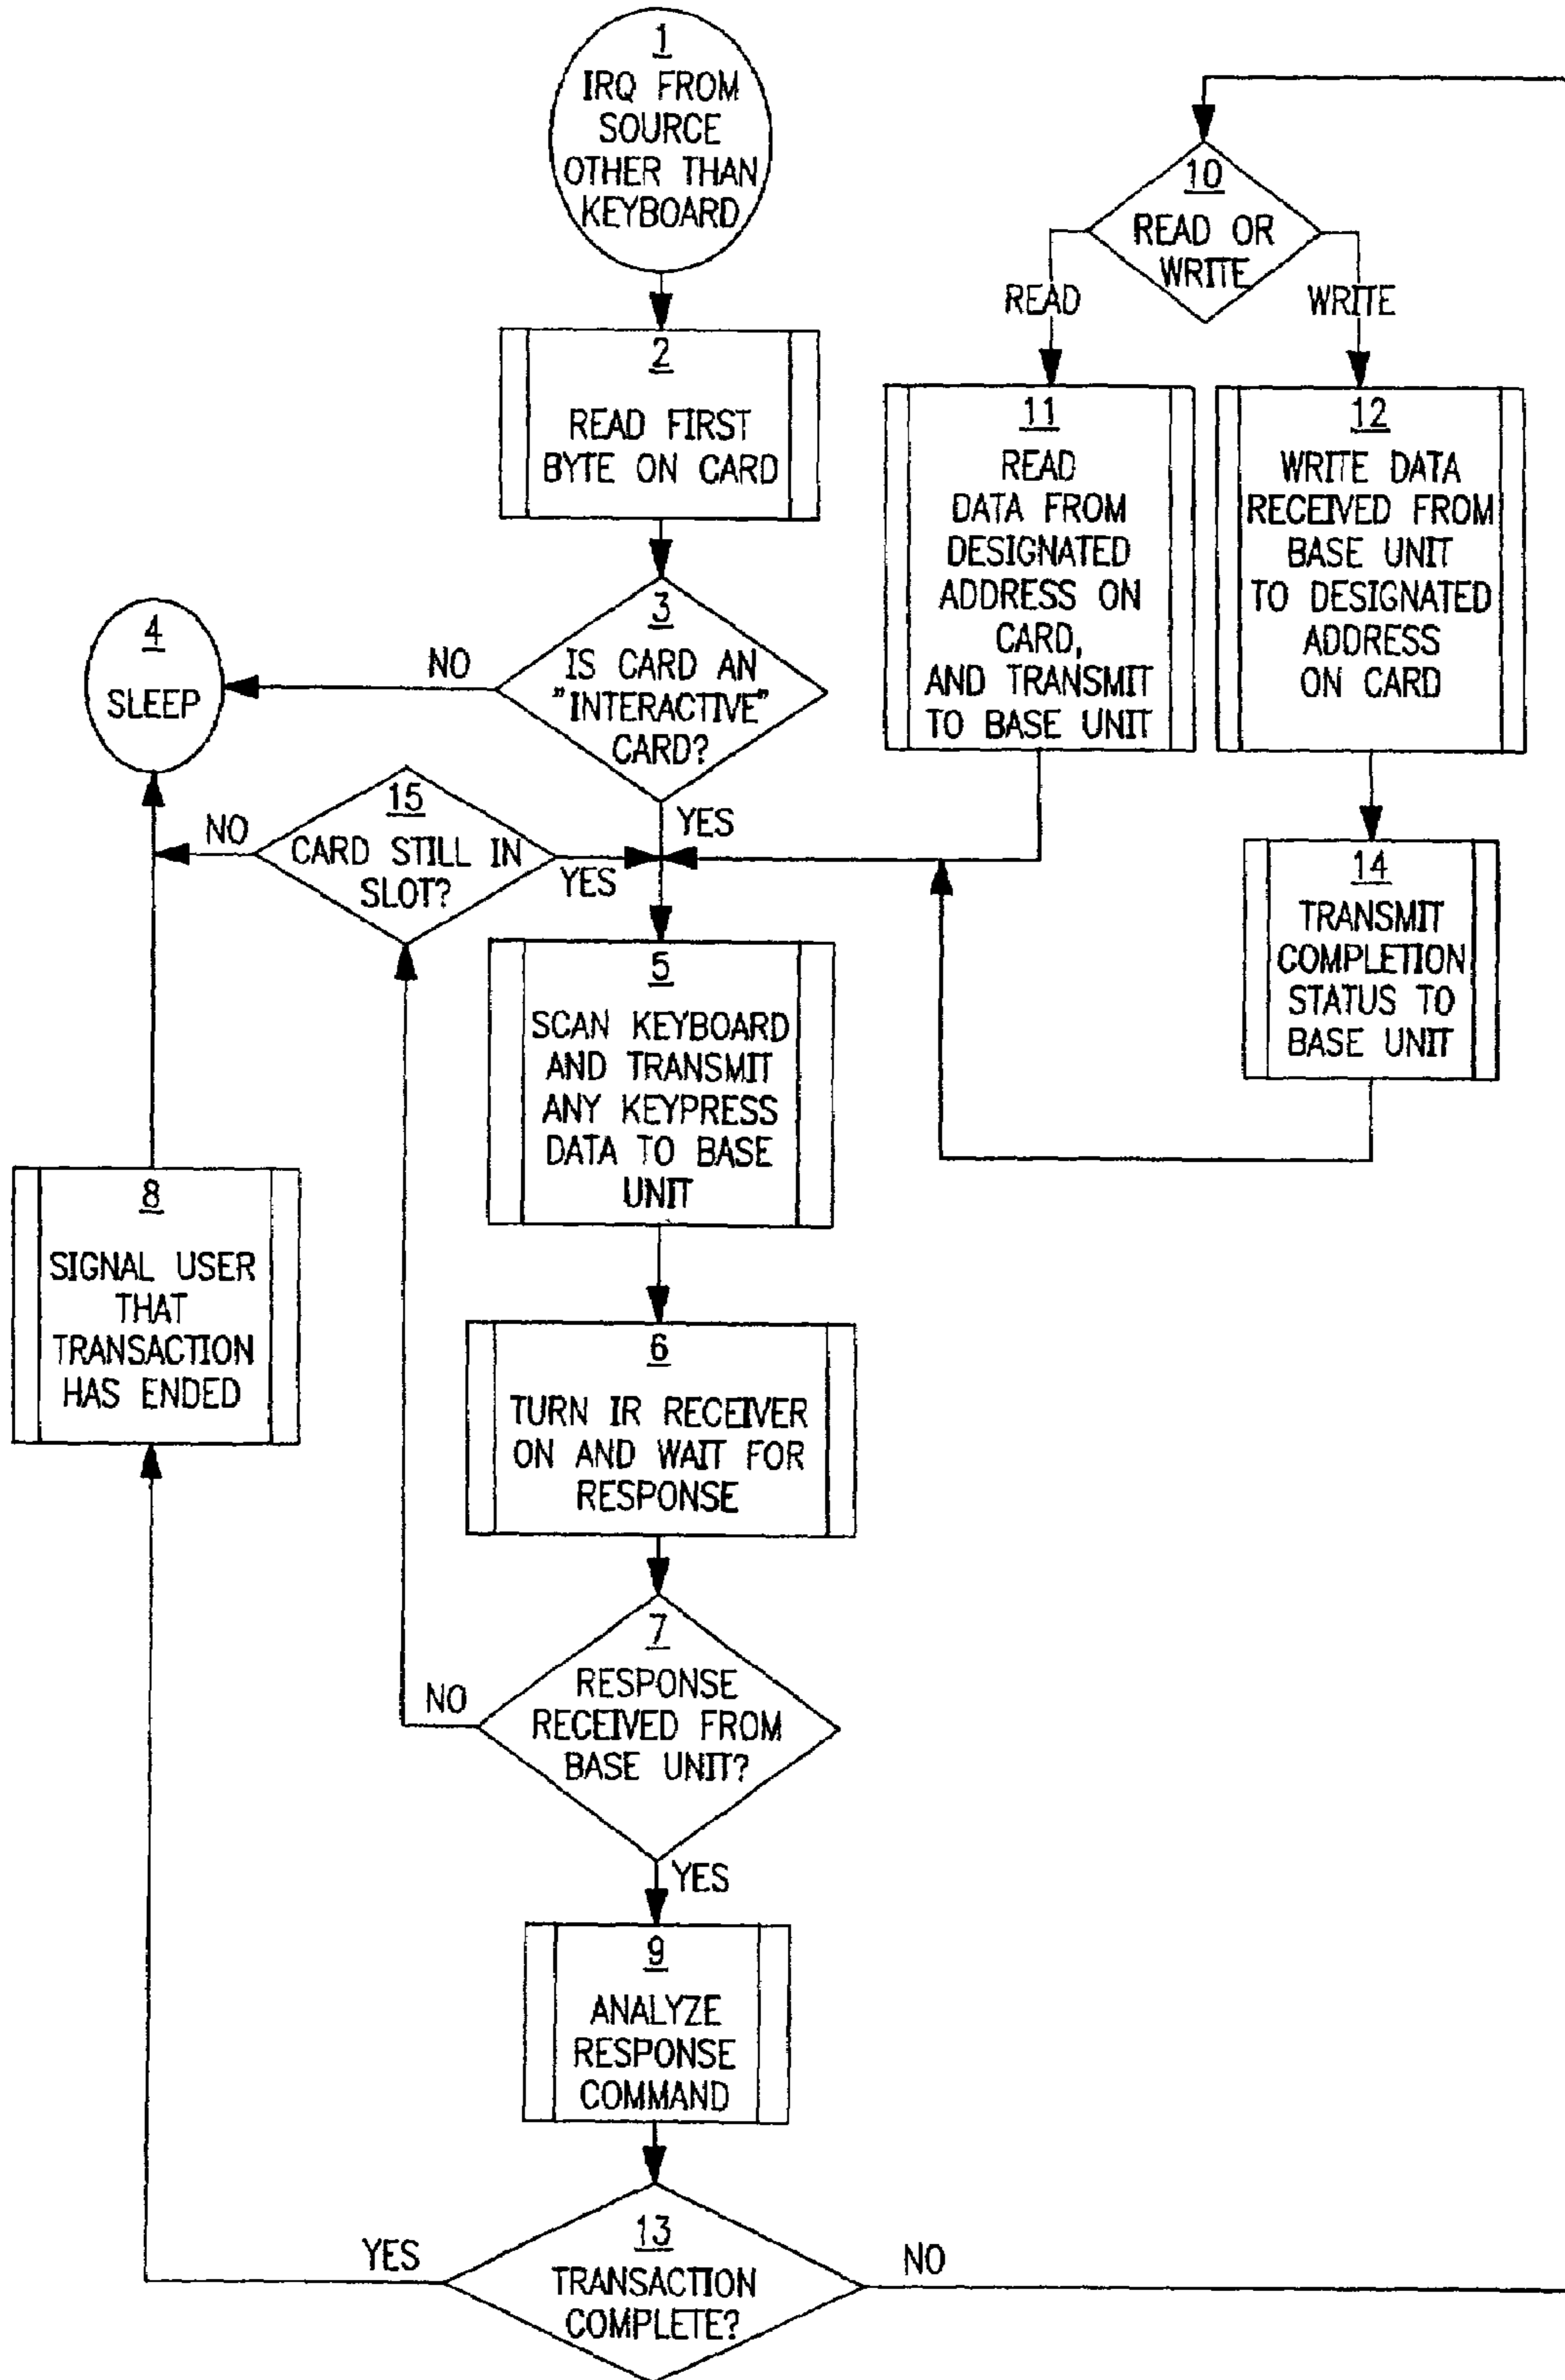 1
IRQ FROM
SOURCE
OTHER THAN
KEYBOARD
2
READ FIRST
BYTE ON CARD
3
IS CARD AN
"INTERACTIVE"
CARD?
NO
YES
4
SLEEP
15
CARD STILL IN
SLOT?
NO
YES
5
SCAN KEYBOARD
AND TRANSMIT
ANY KEYPRESS
DATA TO BASE
UNIT
6
TURN IR RECEIVER
ON AND WAIT FOR
RESPONSE
7
RESPONSE
RECEIVED FROM
BASE UNIT?
NO
YES
8
SIGNAL USER
THAT
TRANSACTION
HAS ENDED
9
ANALYZE
RESPONSE
COMMAND
13
TRANSACTION
COMPLETE?
YES
NO
10
READ OR
WRITE
READ
WRITE
11
READ
DATA FROM
DESIGNATED
ADDRESS ON
CARD,
AND TRANSMIT
TO BASE UNIT
12
WRITE DATA
RECEIVED FROM
BASE UNIT
TO DESIGNATED
ADDRESS
ON CARD
14
TRANSMIT
COMPLETION
STATUS TO
BASE UNIT